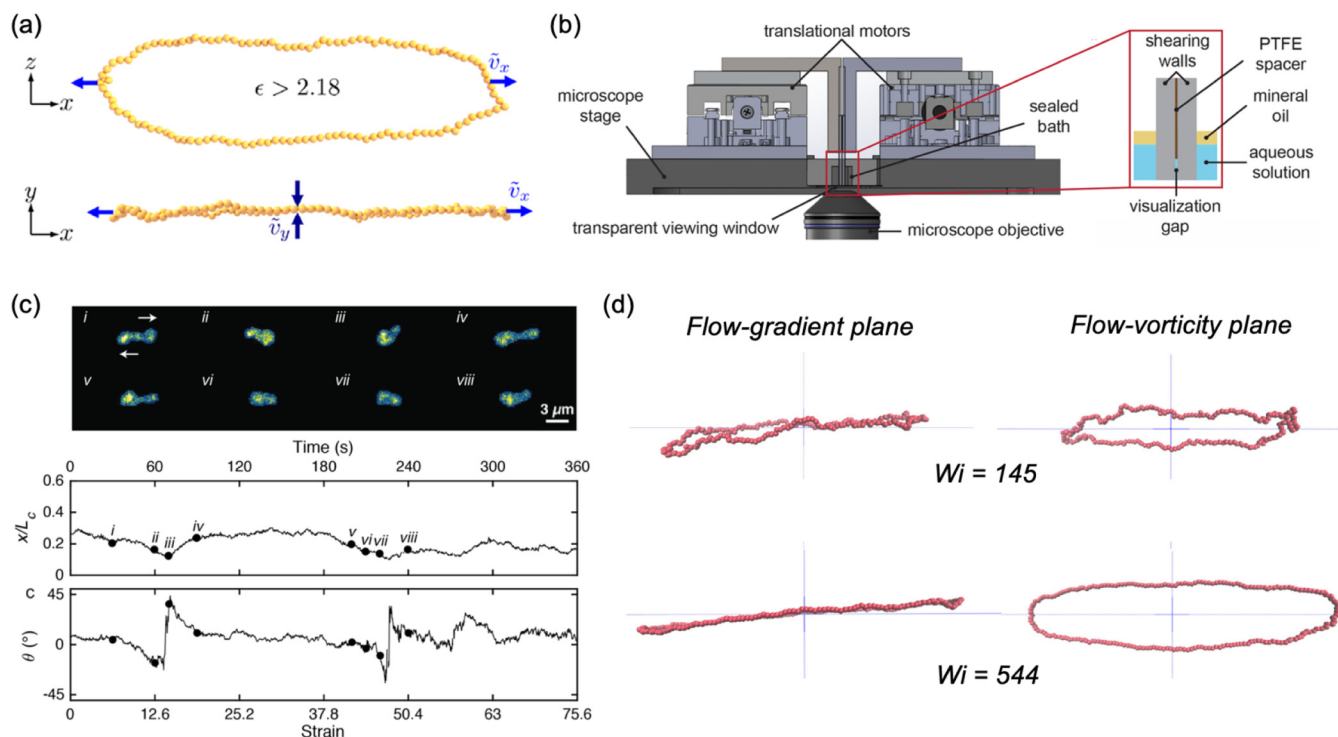 (a)
z
x
ϵ > 2.18
ṽx
y
x
ṽx
ṽy
(b)
translational motors
microscope
stage
sealed
bath
transparent viewing window
microscope objective
shearing
walls
PTFE
spacer
mineral
oil
aqueous
solution
visualization
gap
(c)
i ii iii iv
v vi vii viii
3 µm
Time (s)
0 60 120 180 240 300 360
x/Lc
0.6
0.4
0.2
0
i ii iii iv v vi vii viii
C
θ (°)
45
0
-45
0 12.6 25.2 37.8 50.4 63 75.6
Strain
(d)
Flow-gradient plane Flow-vorticity plane
Wi = 145
Wi = 544